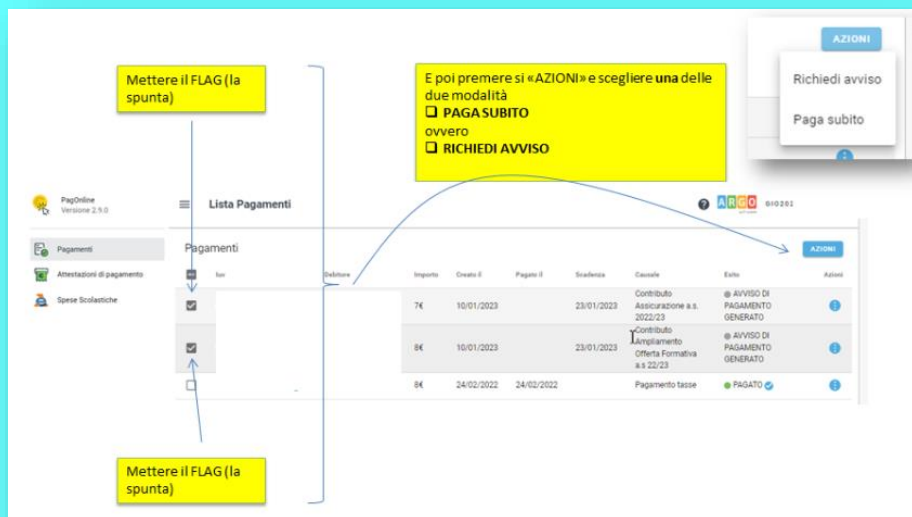 AZIONI
Richiedi avviso
Paga subito
Mettere il FLAG (la
spunta)
E poi premere si «AZIONI» e scegliere una delle
due modalità
❑ PAGA SUBITO
ovvero
❑ RICHIEDI AVVISO
PagOnline
Versione 2.9.0
Lista Pagamenti
ARGO
Pagamenti
Attestazioni di pagamento
Spese Scolastiche
Pagamenti
AZIONI
Iuv Debitore Importo Creato il Pagato il Scadenza Causale Esito Azioni
7€ 10/01/2023 23/01/2023 Contributo Assicurazione a.s. 2022/23 AVVISO DI PAGAMENTO GENERATO
8€ 10/01/2023 23/01/2023 Contributo Ampliamento Offerta Formativa a.s 22/23 AVVISO DI PAGAMENTO GENERATO
8€ 24/02/2022 24/02/2022 Pagamento tasse PAGATO
Mettere il FLAG (la
spunta)